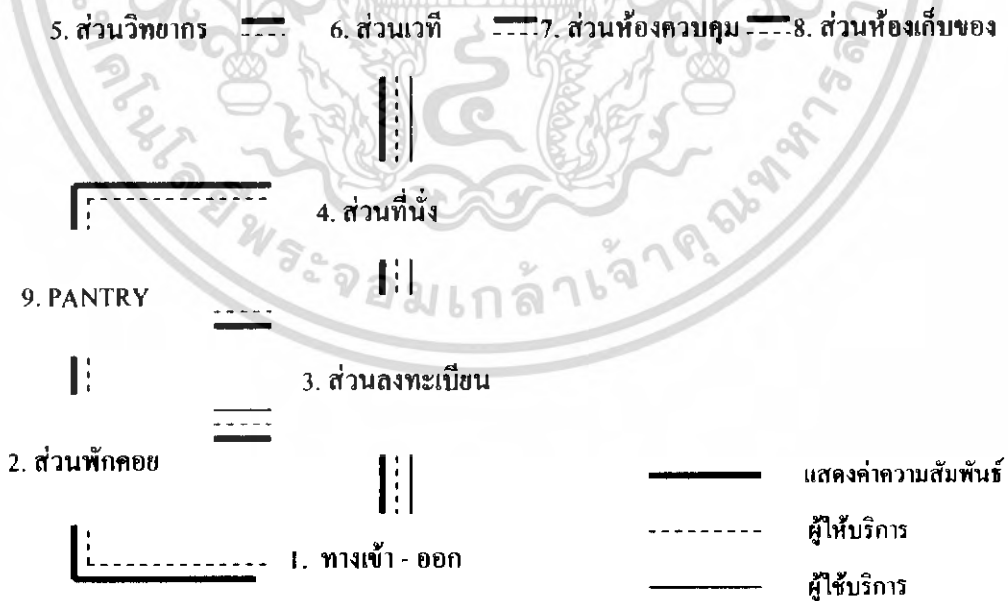 5. ส่วนวิทยากร 6. ส่วนเวที 7. ส่วนห้องควบคุม 8. ส่วนห้องเก็บของ
4. ส่วนที่นั่ง
9. PANTRY
3. ส่วนลงทะเบียน
2. ส่วนพักคอย
แสดงค่าความสัมพันธ์
ผู้ให้บริการ
1. ทางเข้า - ออก
ผู้ใช้บริการ